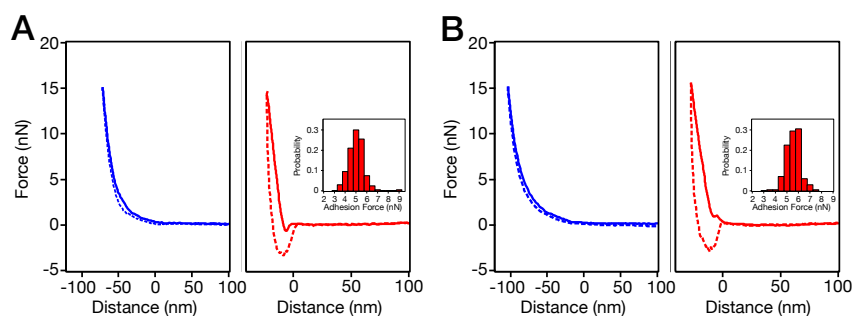 A
B
20
15
10
5
0
-5
Force (nN)
-100 -50 0 50 100
Distance (nm)
0 50 100
Distance (nm)
0.3
0.2
0.1
0
Probability
2 3 4 5 6 7 8 9
Adhesion Force (nN)
20
15
10
5
0
-5
Force (nN)
-100 -50 0 50 100
Distance (nm)
0 50 100
Distance (nm)
0.3
0.2
0.1
0
Probability
2 3 4 5 6 7 8 9
Adhesion Force (nN)